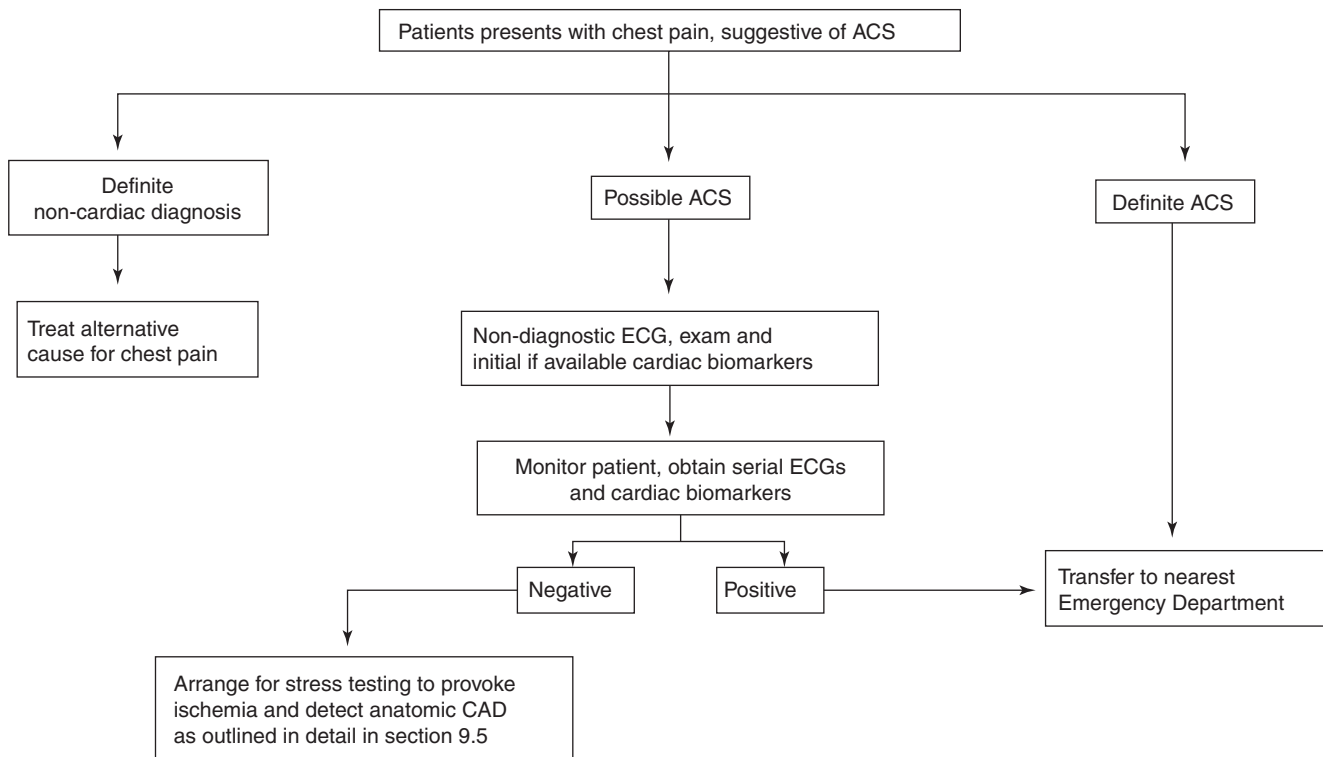 Patients presents with chest pain, suggestive of ACS
Definite
non-cardiac diagnosis
Possible ACS
Definite ACS
Treat alternative
cause for chest pain
Non-diagnostic ECG, exam and
initial if available cardiac biomarkers
Monitor patient, obtain serial ECGs
and cardiac biomarkers
Negative
Positive
Transfer to nearest
Emergency Department
Arrange for stress testing to provoke
ischemia and detect anatomic CAD
as outlined in detail in section 9.5